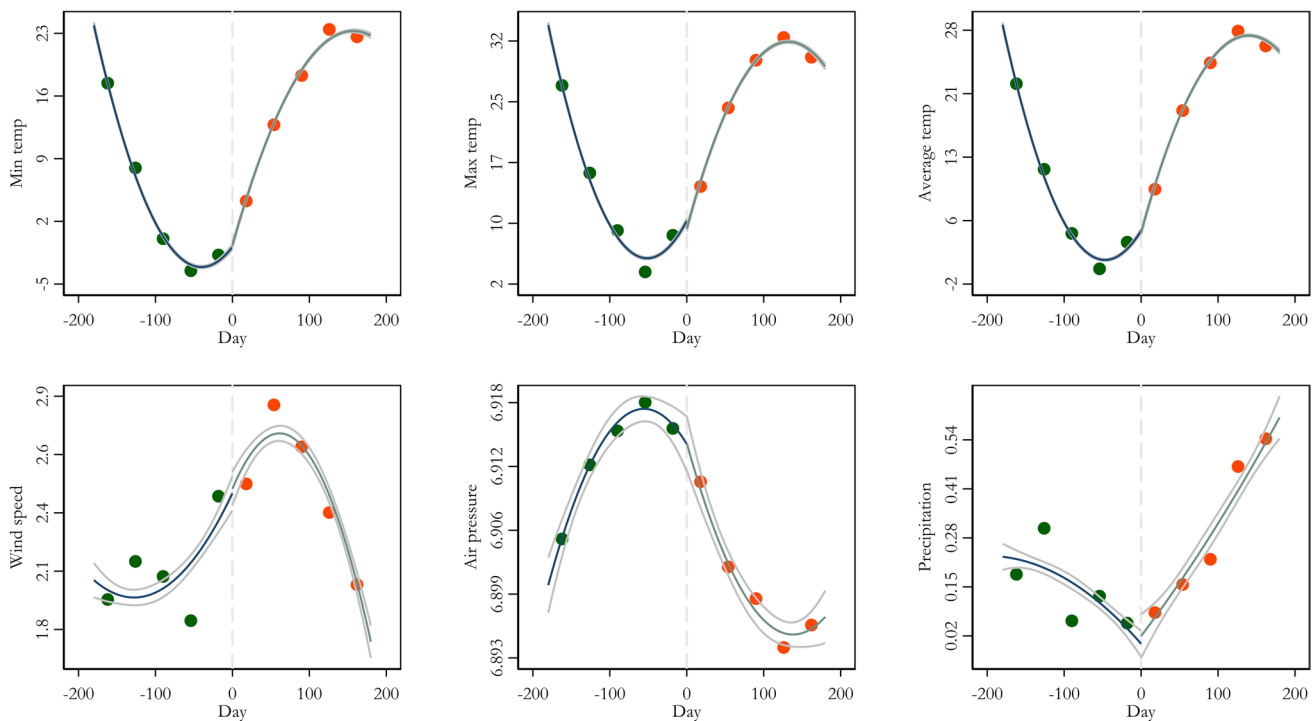 Min temp
23
16
9
2
-5
-200 -100 0 100 200
Day
Max temp
32
25
17
10
2
-200 -100 0 100 200
Day
Average temp
28
21
13
6
-2
-200 -100 0 100 200
Day
Wind speed
2.9
2.6
2.4
2.1
1.8
-200 -100 0 100 200
Day
Air pressure
6.918
6.912
6.906
6.899
6.893
-200 -100 0 100 200
Day
Precipitation
0.54
0.41
0.28
0.15
0.02
-200 -100 0 100 200
Day